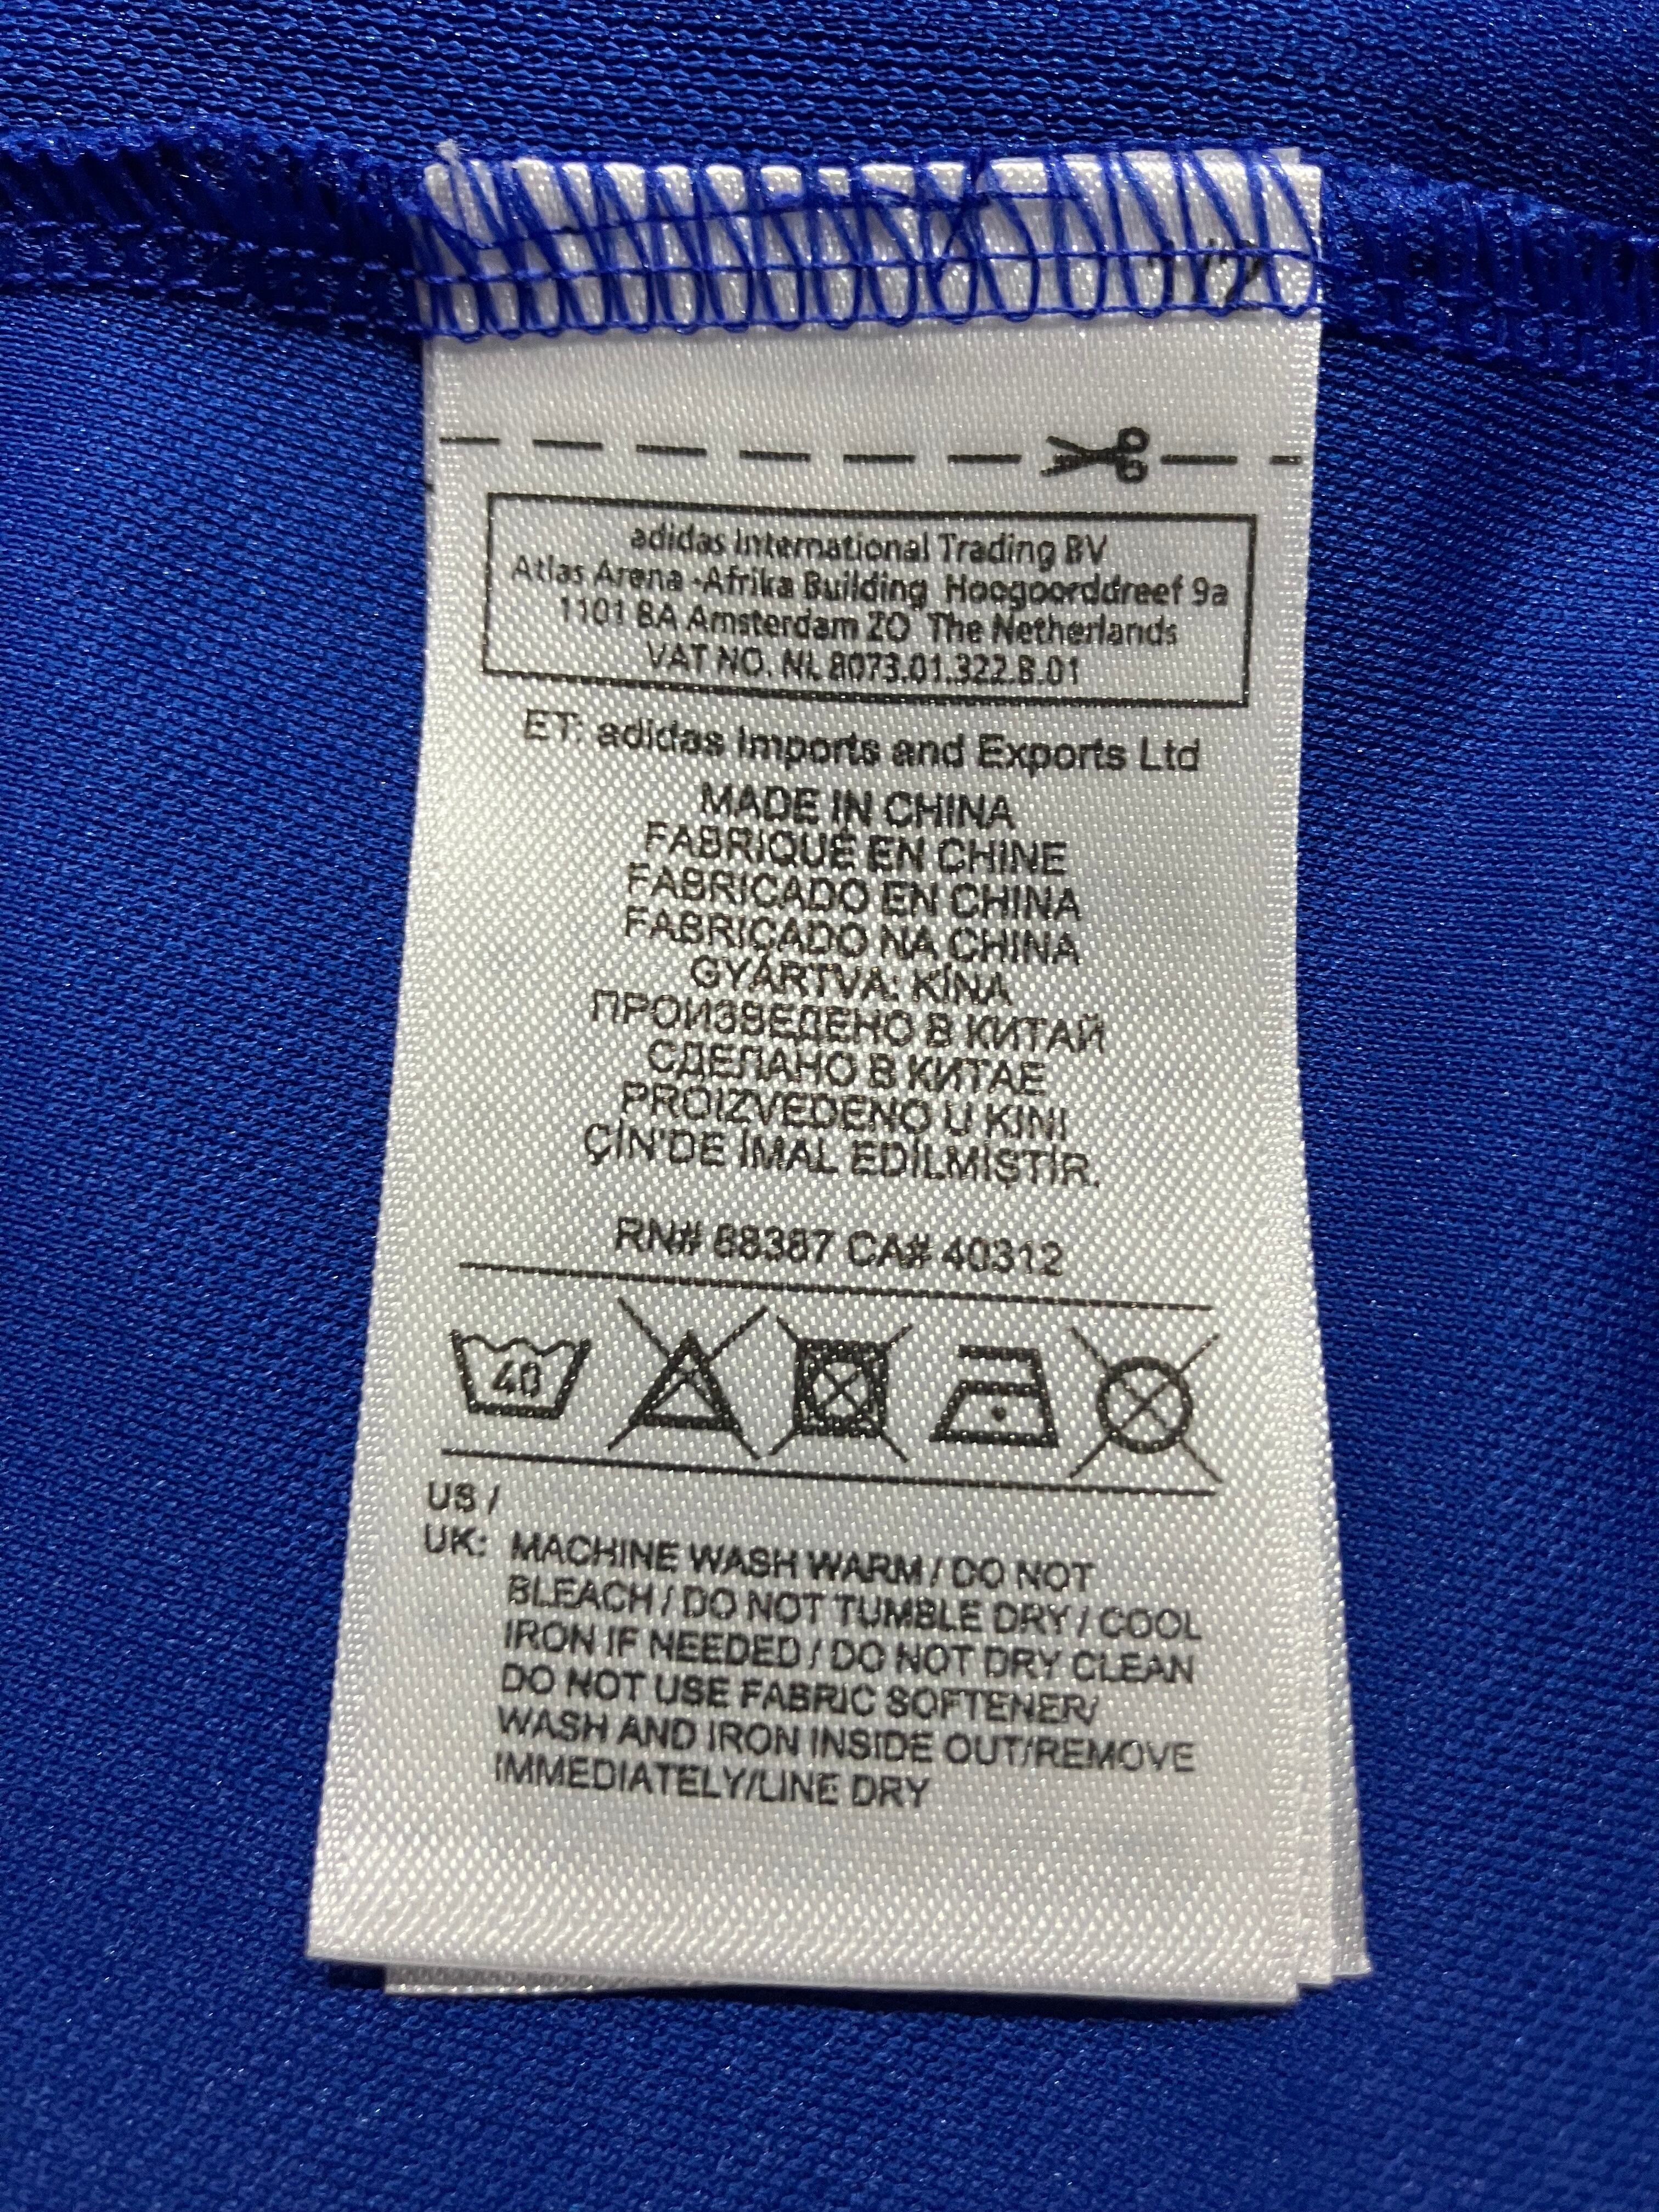 adidas International Trading BV
Atlas Arena -Afrika Building Hoogoorddreef 9a
1101 BA Amsterdam ZO The Netherlands
VAT NO. NL 8073.01.322.B.01
ET: adidas Imports and Exports Ltd
MADE IN CHINA
FABRIQUÉ EN CHINE
FABRICADO EN CHINA
FABRICADO NA CHINA
GYÁRTVA: KÍNA
ПРОИЗВЕДЕНО В КИТАЙ
СДЕЛАНО В КИТАЕ
PROIZVEDENO U KINI
ÇİN'DE İMAL EDİLMİŞTİR.
RN# 88387 CA# 40312
40
US /
UK: MACHINE WASH WARM / DO NOT
BLEACH / DO NOT TUMBLE DRY / COOL
IRON IF NEEDED / DO NOT DRY CLEAN
DO NOT USE FABRIC SOFTENER/
WASH AND IRON INSIDE OUT/REMOVE
IMMEDIATELY/LINE DRY